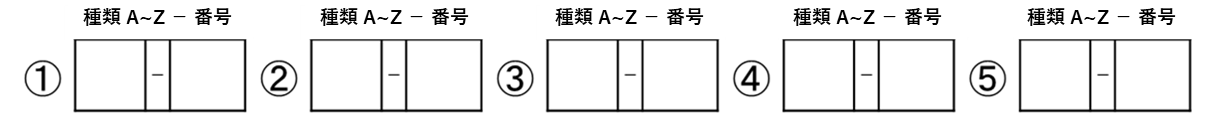 種類 A~Z － 番号 種類 A~Z － 番号 種類 A~Z － 番号 種類 A~Z － 番号 種類 A~Z － 番号
① － ② － ③ － ④ － ⑤ －